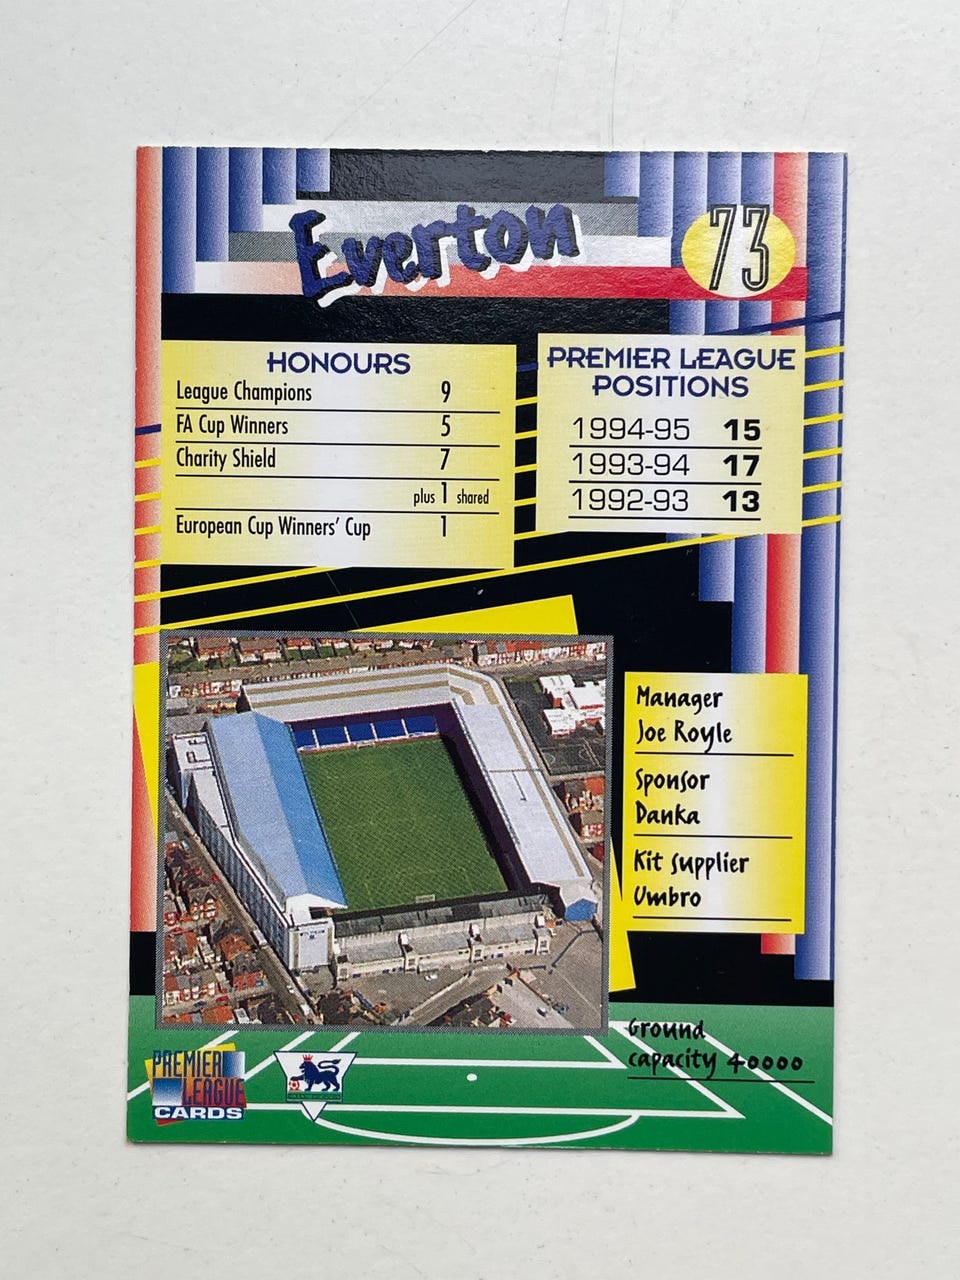 Everton
73
HONOURS
League Champions 9
FA Cup Winners 5
Charity Shield 7
plus 1 shared
European Cup Winners' Cup 1
PREMIER LEAGUE
POSITIONS
1994-95 15
1993-94 17
1992-93 13
Manager
Joe Royle
Sponsor
Danka
Kit Supplier
Umbro
Ground
capacity 40000
PREMIER
LEAGUE
CARDS